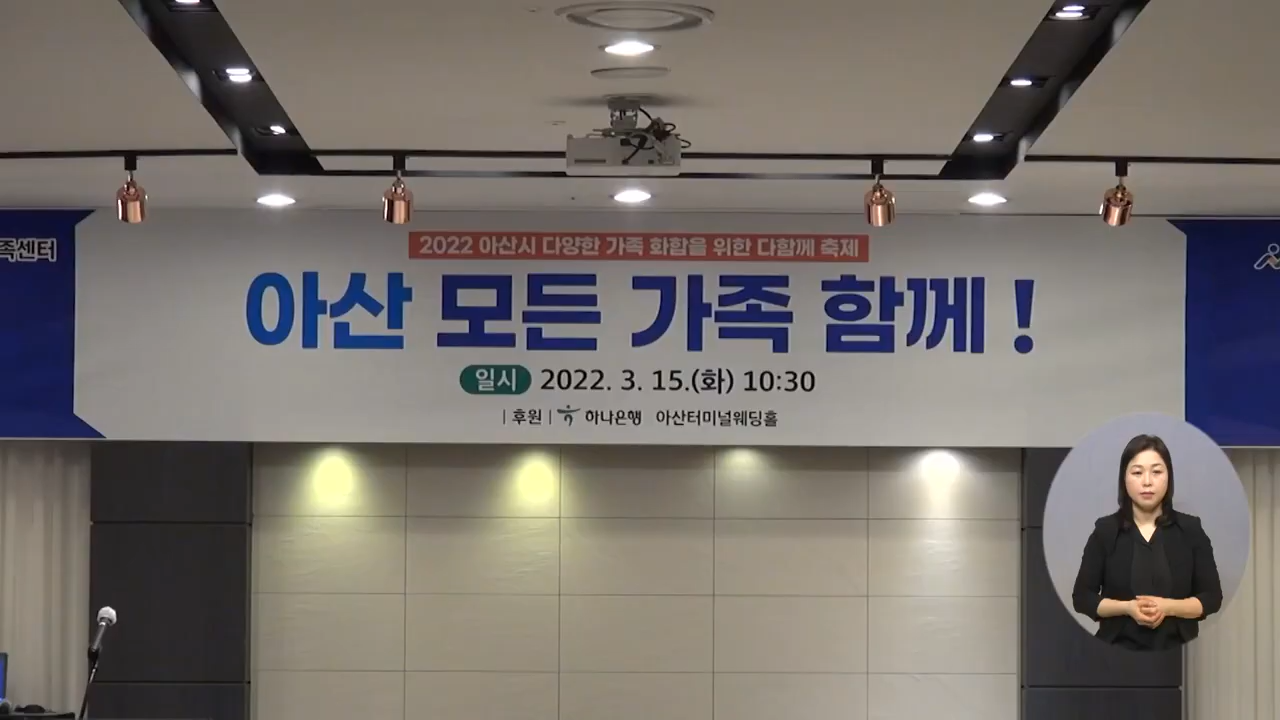 족센터
2022 아산시 다양한 가족 화합을 위한 다함께 축제
아산 모든 가족 함께 !
일시 2022. 3. 15.(화) 10:30
| 후원 | 하나은행 아산터미널웨딩홀